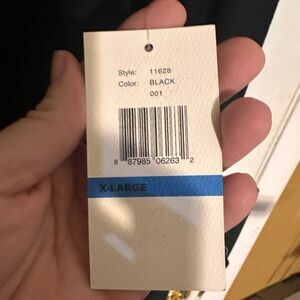 Style: 11628
Color: BLACK
001
8 87985 06263 2
X-LARGE